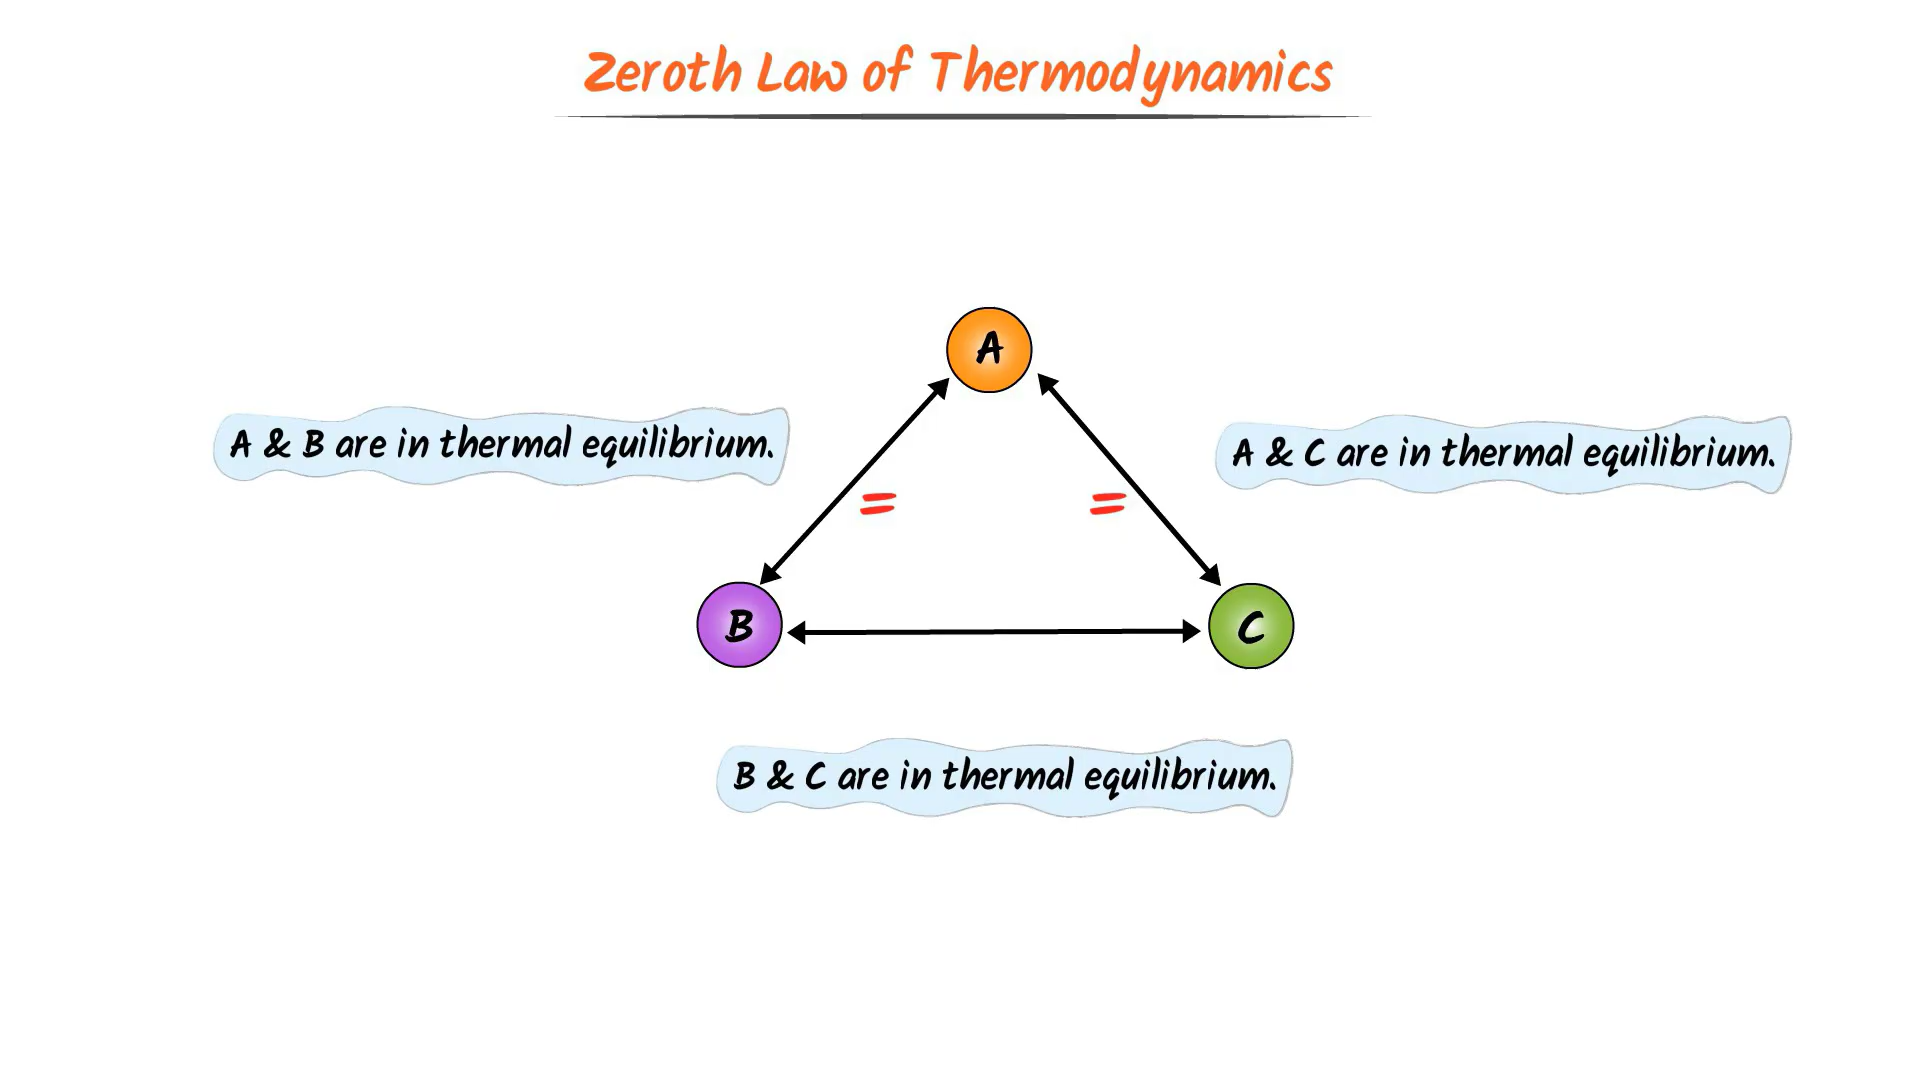 Zeroth Law of Thermodynamics
A
A & B are in thermal equilibrium.
A & C are in thermal equilibrium.
= =
B C
B & C are in thermal equilibrium.